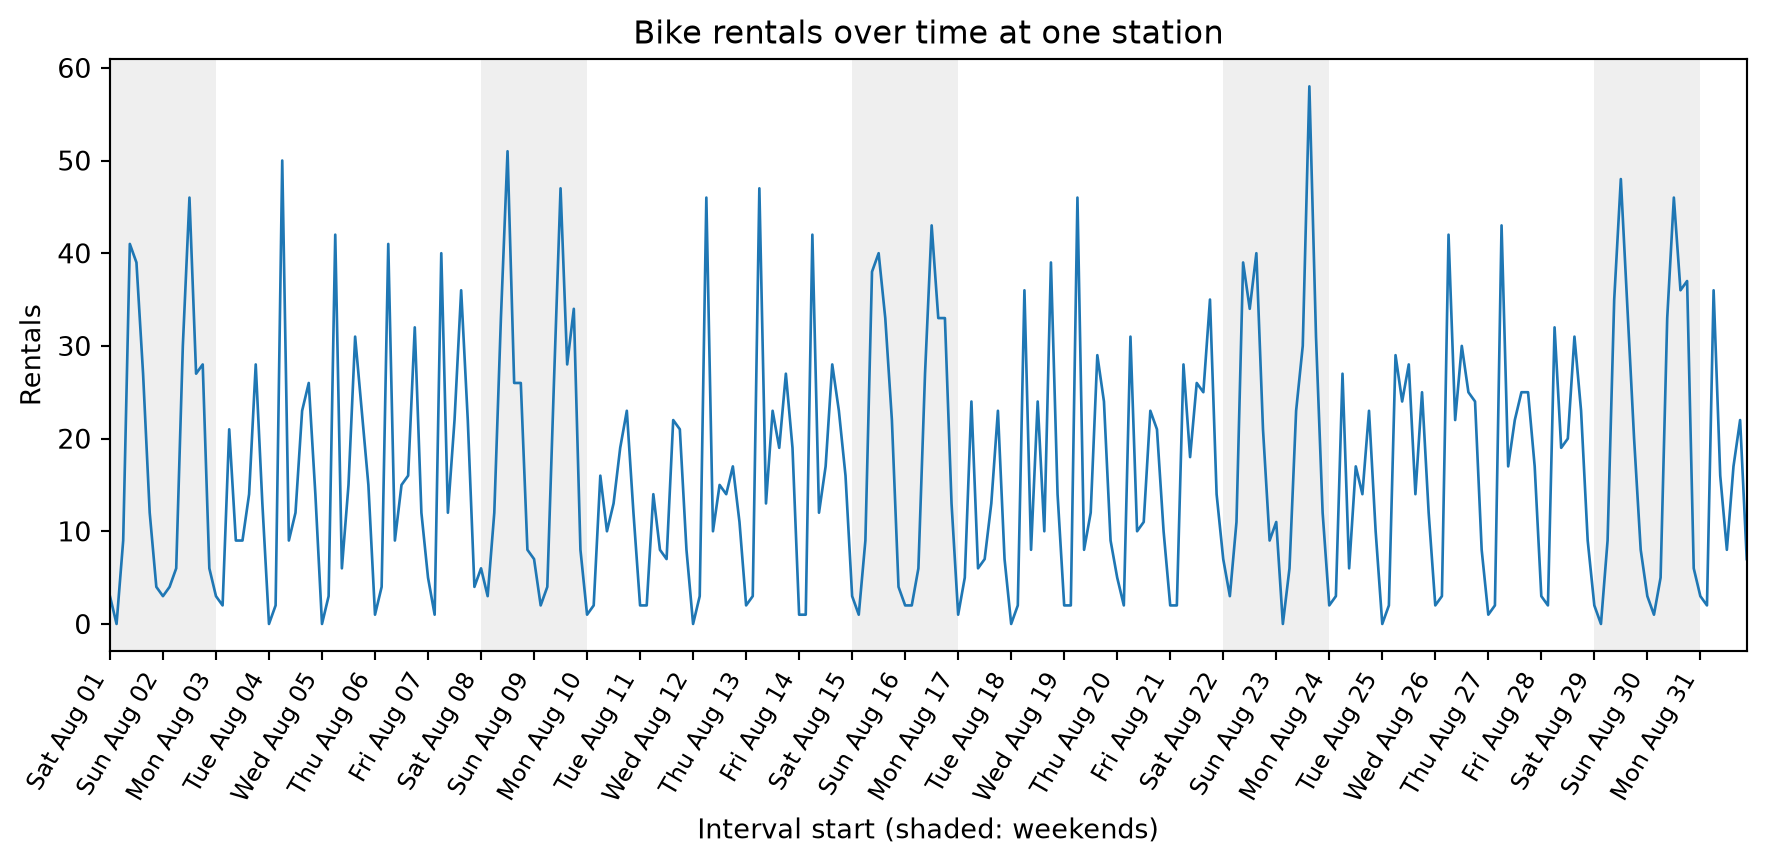 Bike rentals over time at one station
Rentals
60
50
40
30
20
10
0
Sat Aug 01
Sun Aug 02
Mon Aug 03
Tue Aug 04
Wed Aug 05
Thu Aug 06
Fri Aug 07
Sat Aug 08
Sun Aug 09
Mon Aug 10
Tue Aug 11
Wed Aug 12
Thu Aug 13
Fri Aug 14
Sat Aug 15
Sun Aug 16
Mon Aug 17
Tue Aug 18
Wed Aug 19
Thu Aug 20
Fri Aug 21
Sat Aug 22
Sun Aug 23
Mon Aug 24
Tue Aug 25
Wed Aug 26
Thu Aug 27
Fri Aug 28
Sat Aug 29
Sun Aug 30
Mon Aug 31
Interval start (shaded: weekends)